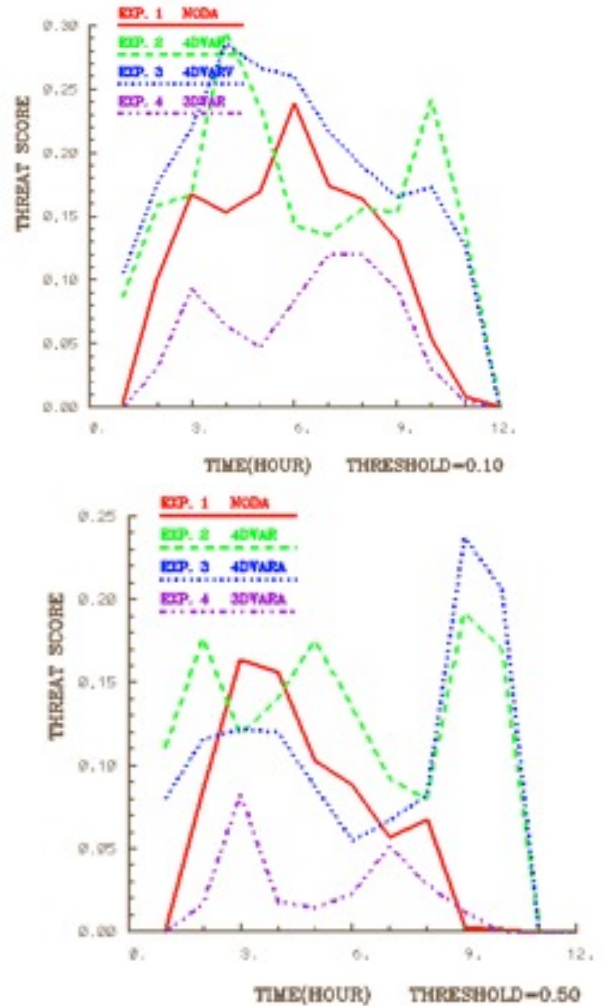 EXP. 1 NODA
EXP. 2 4DVAR
EXP. 3 4DVARV
EXP. 4 3DVAR
THREAT SCORE
0.30
0.25
0.20
0.15
0.10
0.05
0.00
0. 3. 6. 9. 12.
TIME(HOUR) THRESHOLD=0.10
EXP. 1 NODA
EXP. 2 4DVAR
EXP. 3 4DVARA
EXP. 4 3DVARA
THREAT SCORE
0.25
0.20
0.15
0.10
0.05
0.00
0. 3. 6. 9. 12.
TIME(HOUR) THRESHOLD=0.50